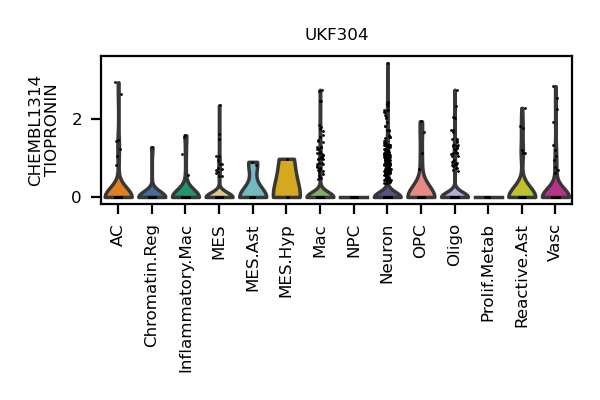 UKF304
CHEMBL1314
TIOPRONIN
2
0
AC
Chromatin.Reg
Inflammatory.Mac
MES
MES.Ast
MES.Hyp
Mac
NPC
Neuron
OPC
Oligo
Prolif.Metab
Reactive.Ast
Vasc